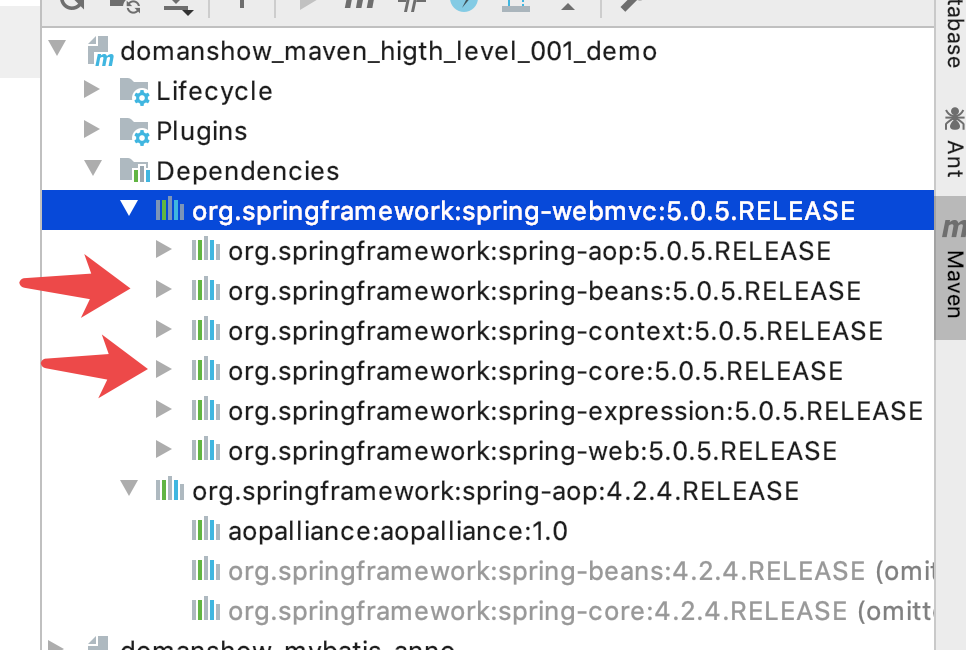 domanshow_maven_higth_level_001_demo
Lifecycle
Plugins
Dependencies
org.springframework:spring-webmvc:5.0.5.RELEASE
org.springframework:spring-aop:5.0.5.RELEASE
org.springframework:spring-beans:5.0.5.RELEASE
org.springframework:spring-context:5.0.5.RELEASE
org.springframework:spring-core:5.0.5.RELEASE
org.springframework:spring-expression:5.0.5.RELEASE
org.springframework:spring-web:5.0.5.RELEASE
org.springframework:spring-aop:4.2.4.RELEASE
aopalliance:aopalliance:1.0
org.springframework:spring-beans:4.2.4.RELEASE
org.springframework:spring-core:4.2.4.RELEASE
domanshow_mybatis_anno
Ant
Maven